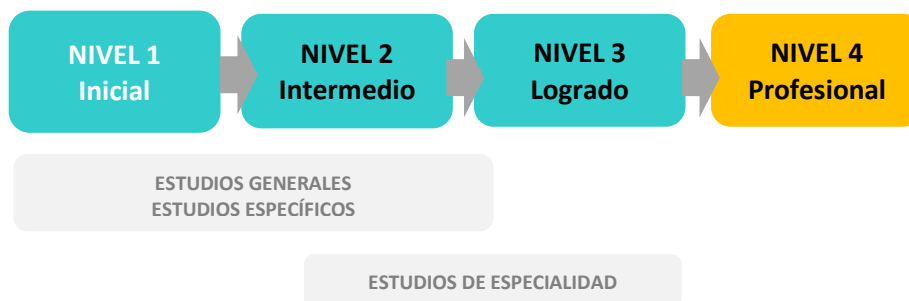 NIVEL 1
Inicial
NIVEL 2
Intermedio
NIVEL 3
Logrado
NIVEL 4
Profesional
ESTUDIOS GENERALES
ESTUDIOS ESPECÍFICOS
ESTUDIOS DE ESPECIALIDAD